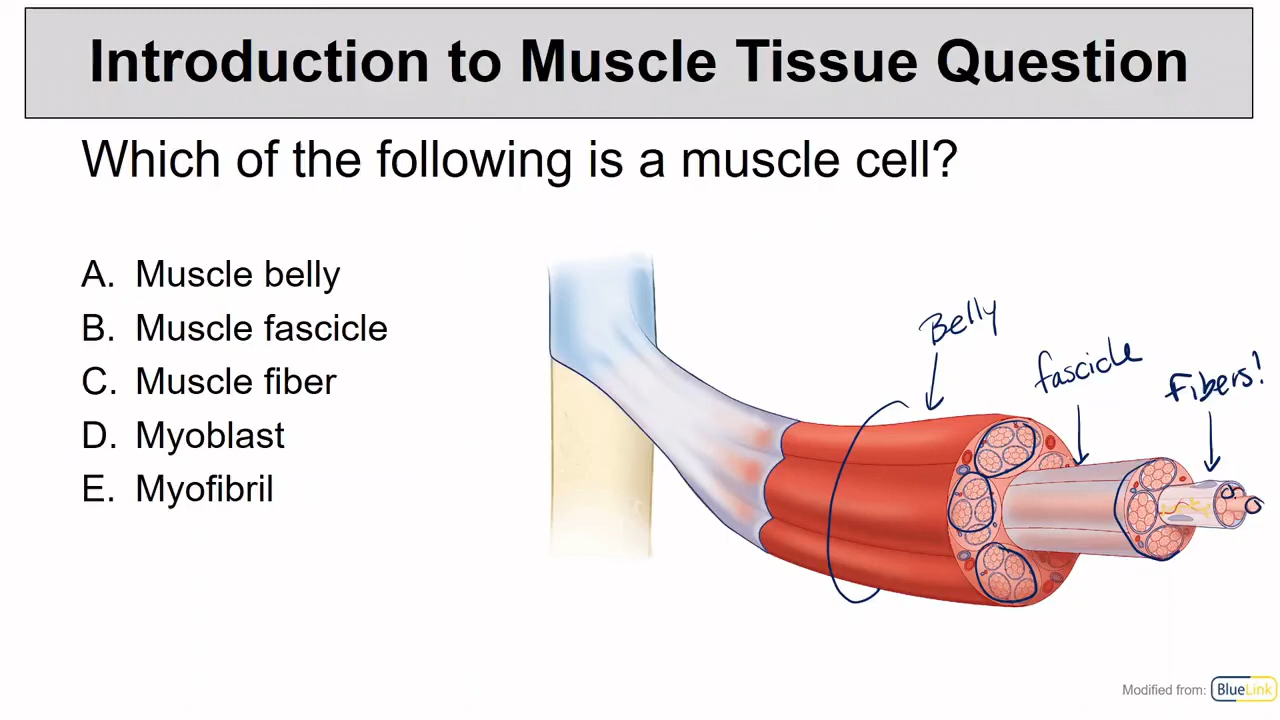 Introduction to Muscle Tissue Question
Which of the following is a muscle cell?
A. Muscle belly
B. Muscle fascicle
C. Muscle fiber
D. Myoblast
E. Myofibril
Belly
fascicle
Fibers!
Modified from: BlueLink